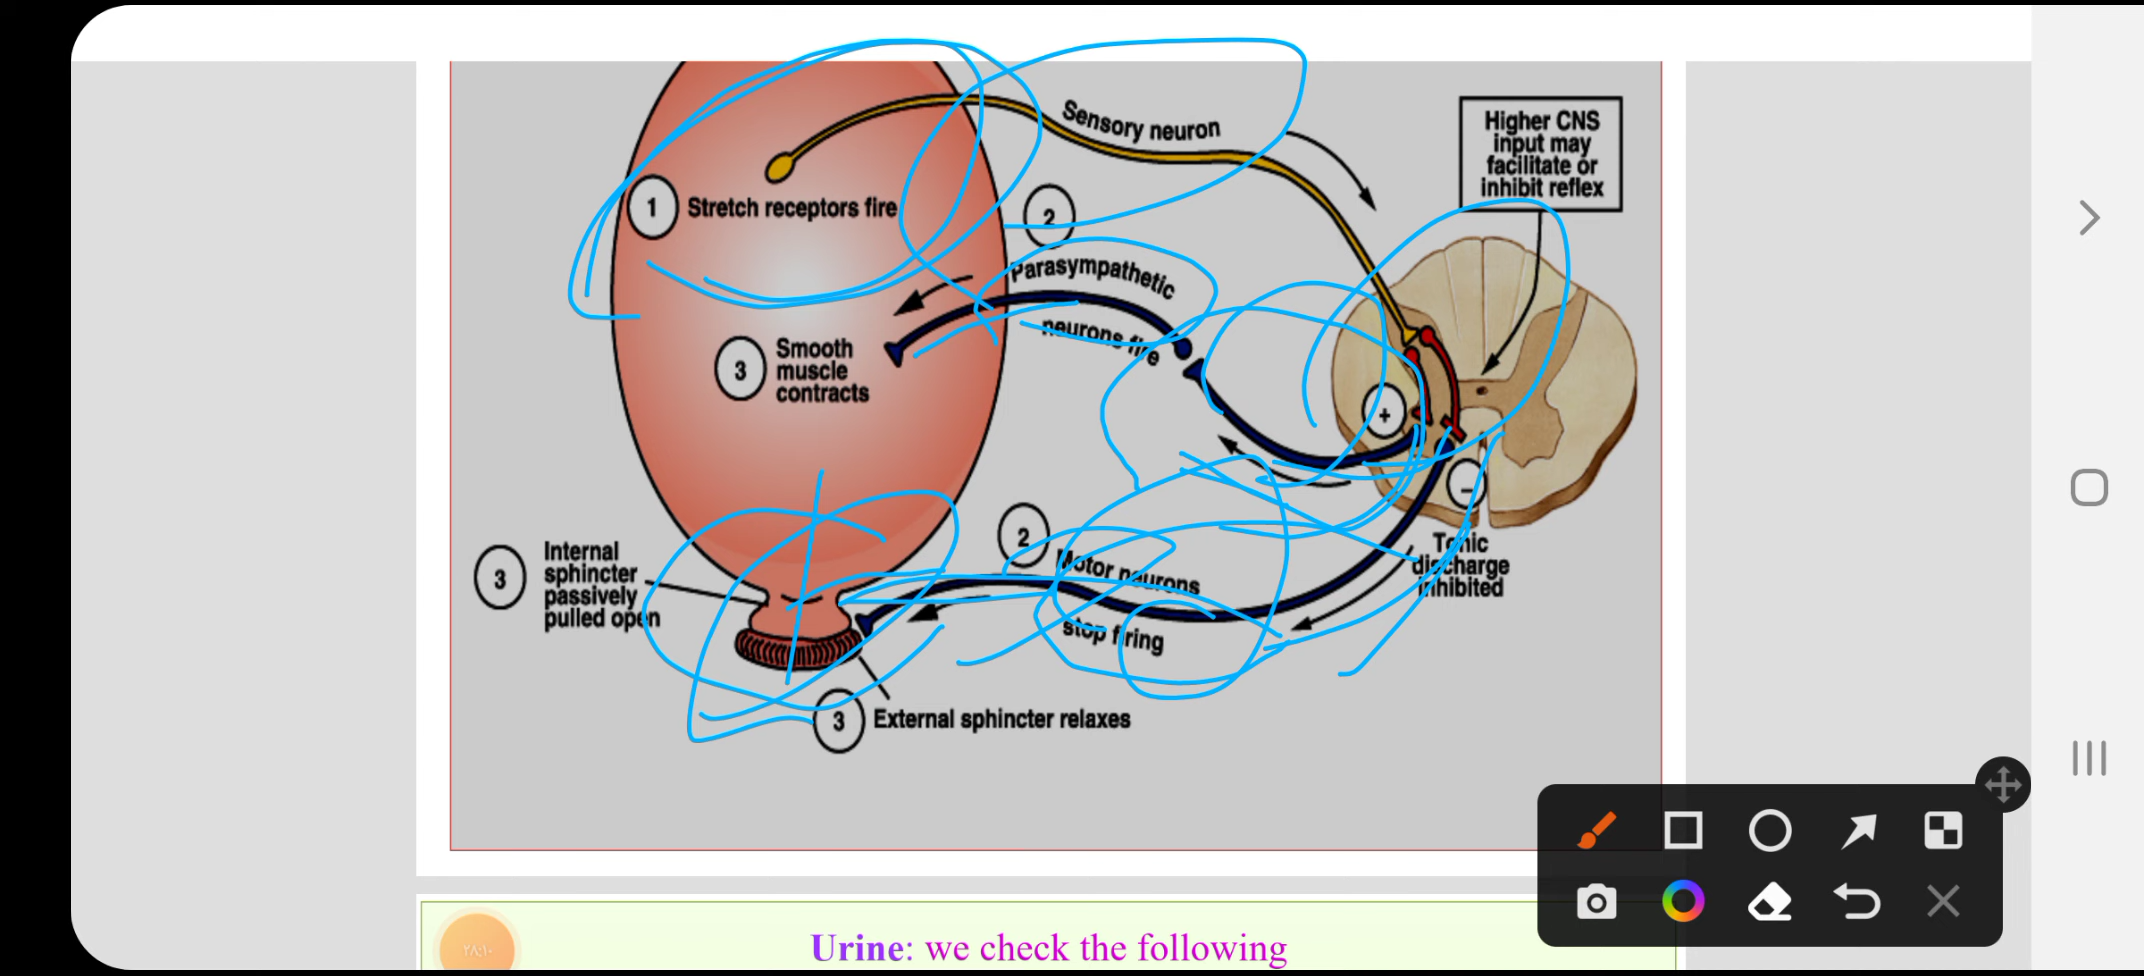 Sensory neuron
Higher CNS
input may
facilitate or
inhibit reflex
1
Stretch receptors fire
2
Parasympathetic
neurons fire
3
Smooth
muscle
contracts
+
−
2
Motor neurons
stop firing
Tonic
discharge
inhibited
3
Internal
sphincter
passively
pulled open
3
External sphincter relaxes
٢٨:١٠
Urine: we check the following